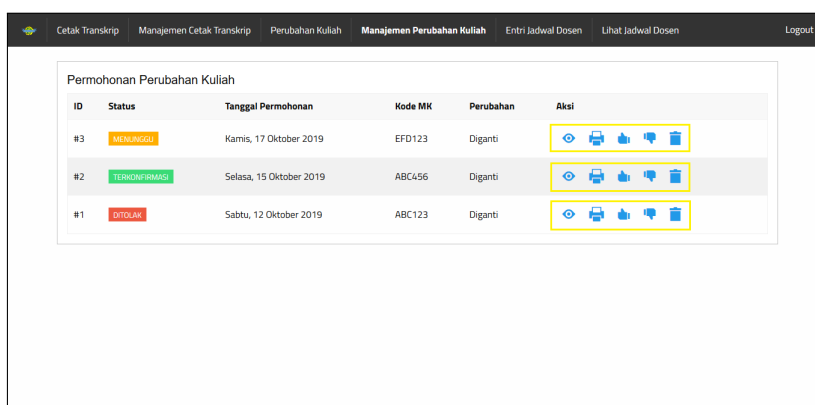 Cetak Transkrip Manajemen Cetak Transkrip Perubahan Kuliah Manajemen Perubahan Kuliah Entri Jadwal Dosen Lihat Jadwal Dosen Logout
Permohonan Perubahan Kuliah
ID Status Tanggal Permohonan Kode MK Perubahan Aksi
#3 MENUNGGU Kamis, 17 Oktober 2019 EFD123 Diganti
#2 TERKONFIRMASI Selasa, 15 Oktober 2019 ABC456 Diganti
#1 DITOLAK Sabtu, 12 Oktober 2019 ABC123 Diganti